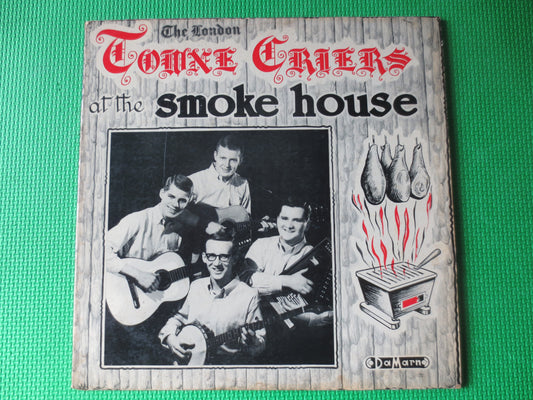 The London
Towne Criers
at the smoke house
DaMarne